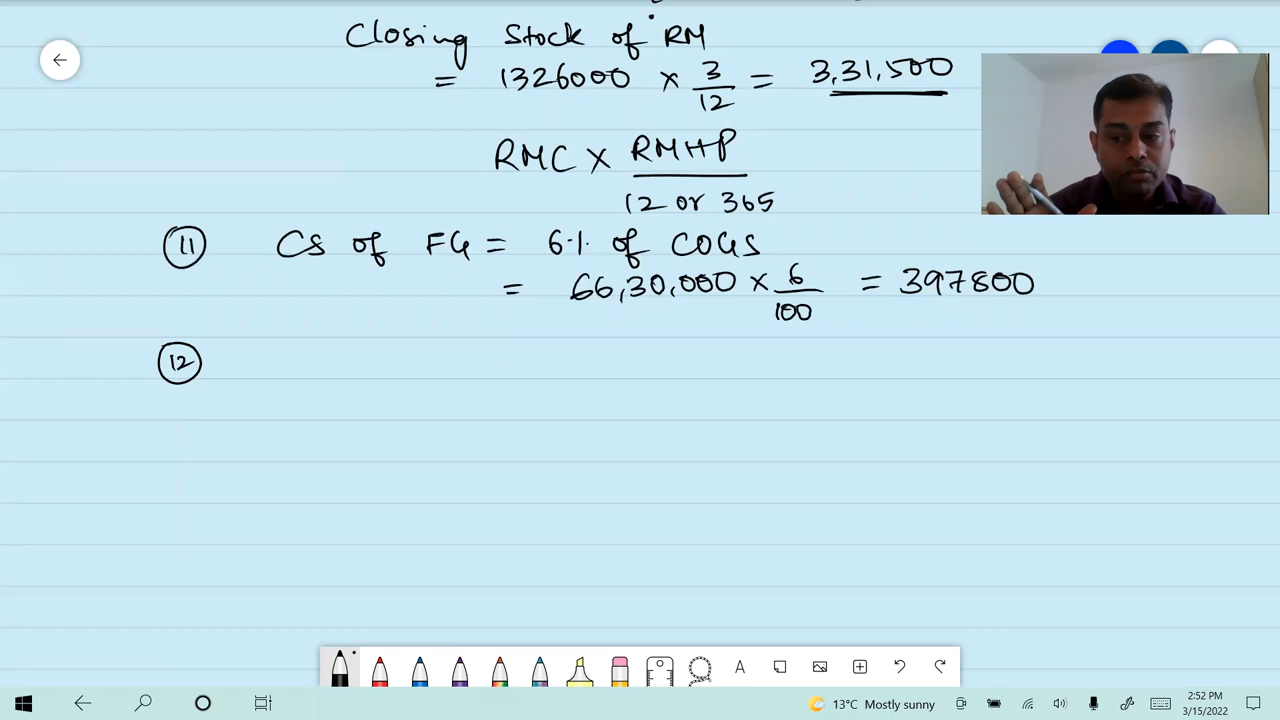 Closing Stock of RM
= 1326000 × 3/12 = 3,31,500
RMC × RMHP/12 or 365
11 CS of FG = 6% of COGS
= 66,30,000 × 6/100 = 397800
12
A
13°C Mostly sunny
2:52 PM
3/15/2022